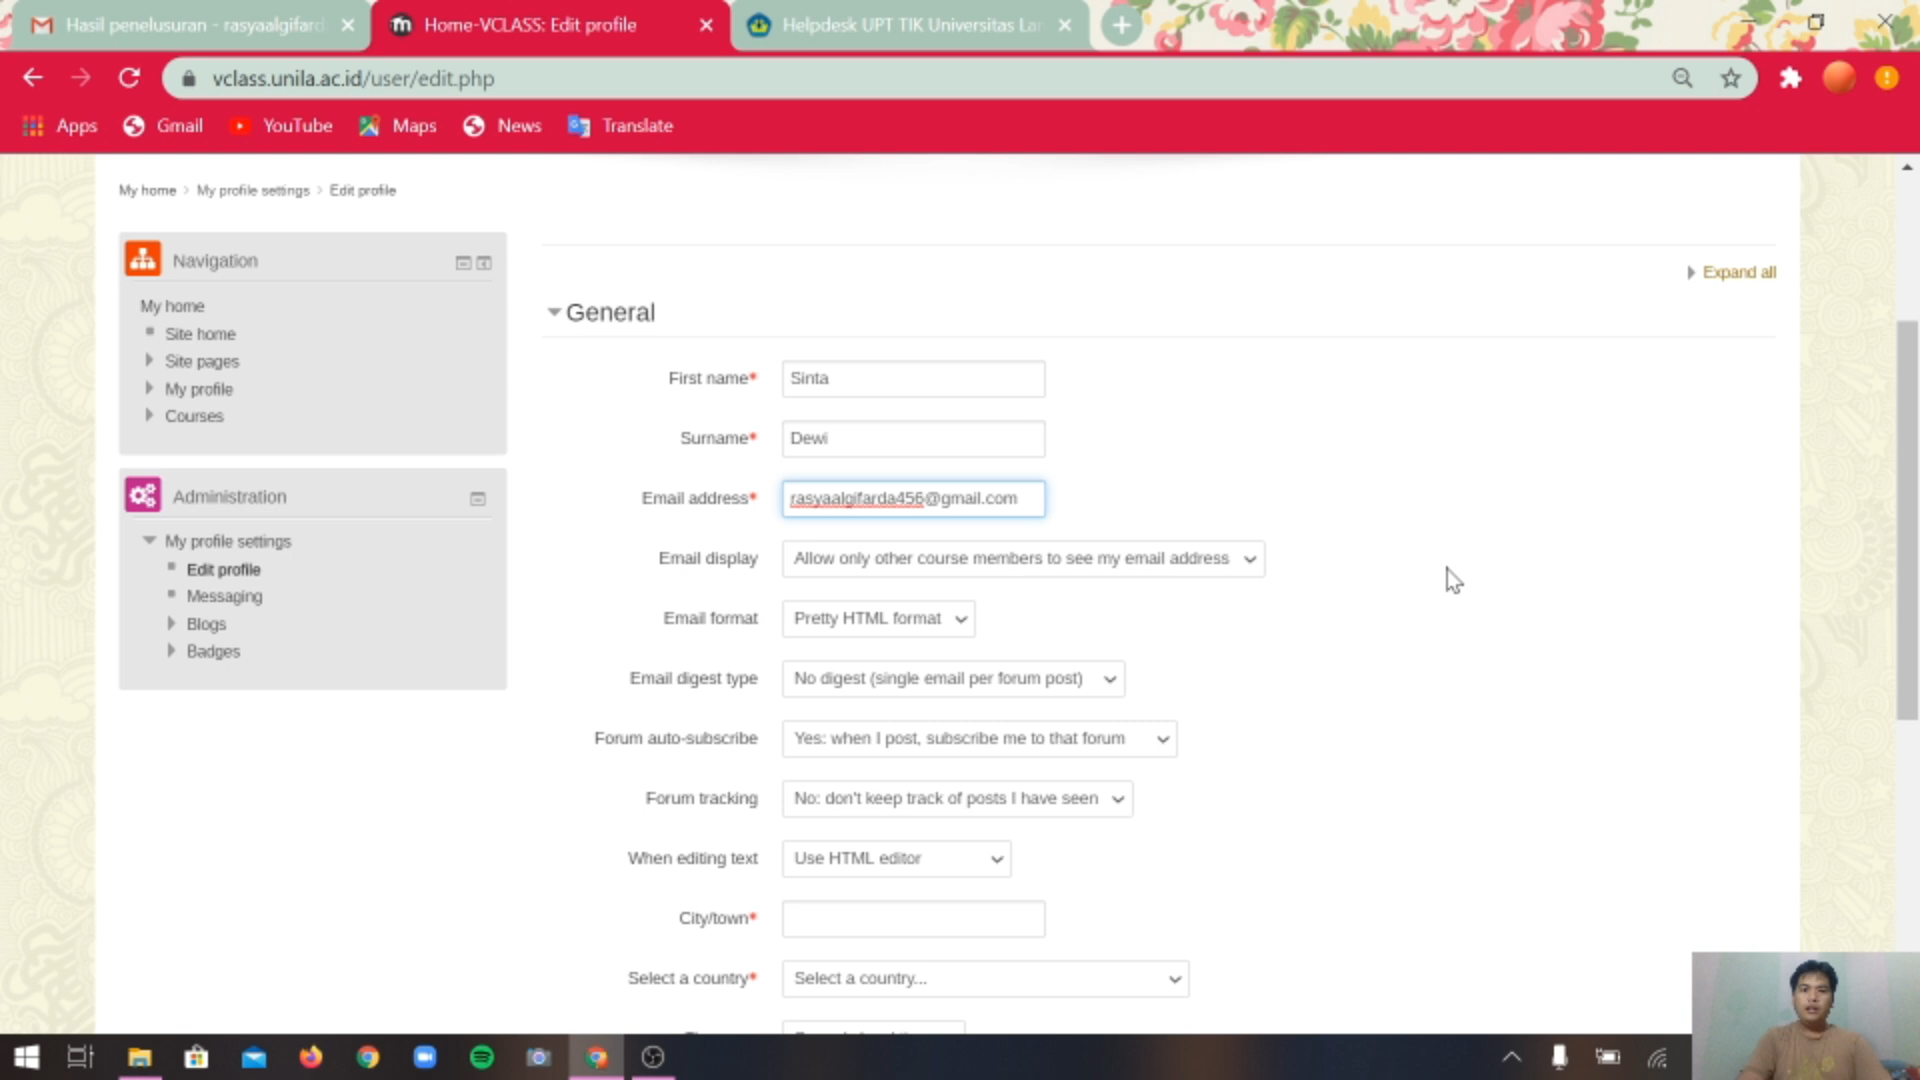 Hasil penelusuran - rasyaalgifard
Home-VCLASS: Edit profile
Helpdesk UPT TIK Universitas Lar
vclass.unila.ac.id/user/edit.php
Apps
Gmail
YouTube
Maps
News
Translate
My home > My profile settings > Edit profile
Navigation
My home
Site home
Site pages
My profile
Courses
Administration
My profile settings
Edit profile
Messaging
Blogs
Badges
Expand all
General
First name* Sinta
Surname* Dewi
Email address* rasyaalgifarda456@gmail.com
Email display Allow only other course members to see my email address
Email format Pretty HTML format
Email digest type No digest (single email per forum post)
Forum auto-subscribe Yes: when I post, subscribe me to that forum
Forum tracking No: don't keep track of posts I have seen
When editing text Use HTML editor
City/town*
Select a country* Select a country...